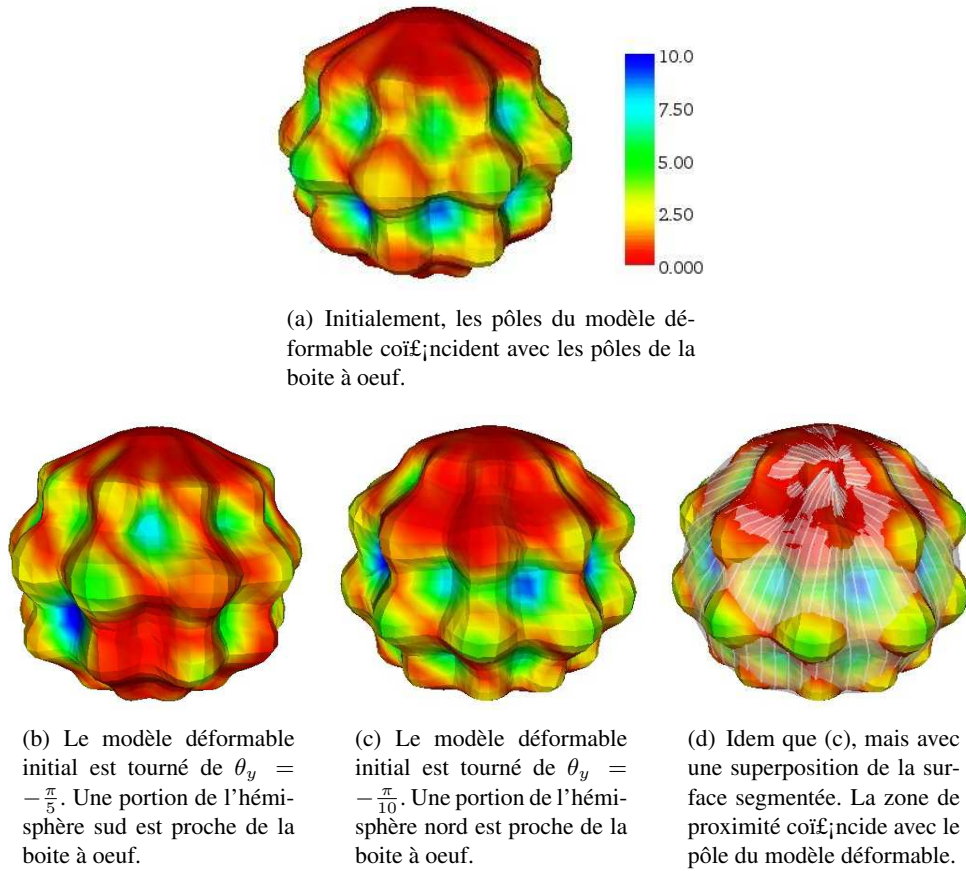 10.0
7.50
5.00
2.50
0.000
(a) Initialement, les pôles du modèle dé-
formable coï£¡ncident avec les pôles de la
boite à oeuf.
(b) Le modèle déformable
initial est tourné de θ_y =
−π/5. Une portion de l'hémi-
sphère sud est proche de la
boite à oeuf.
(c) Le modèle déformable
initial est tourné de θ_y =
−π/10. Une portion de l'hémi-
sphère nord est proche de la
boite à oeuf.
(d) Idem que (c), mais avec
une superposition de la sur-
face segmentée. La zone de
proximité coï£¡ncide avec le
pôle du modèle déformable.